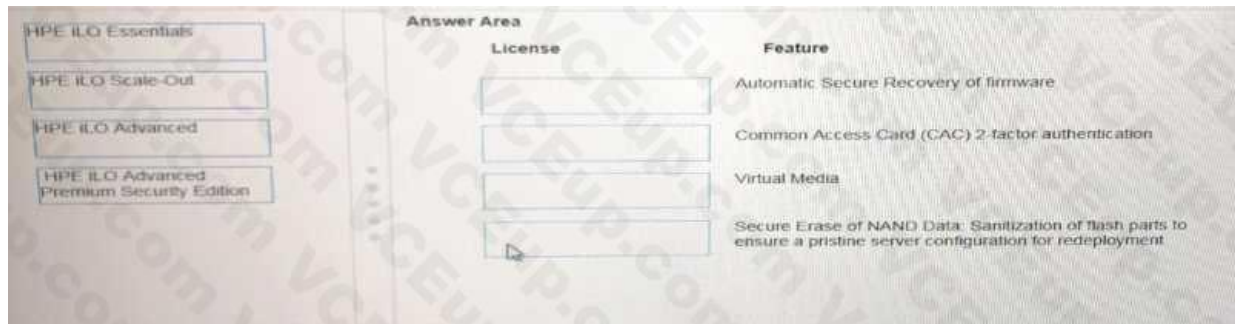 HPE iLO Essentials
HPE iLO Scale-Out
HPE iLO Advanced
HPE iLO Advanced
Premium Security Edition
Answer Area
License
Feature
Automatic Secure Recovery of firmware
Common Access Card (CAC) 2-factor authentication
Virtual Media
Secure Erase of NAND Data: Sanitization of flash parts to
ensure a pristine server configuration for redeployment
VCEup.com